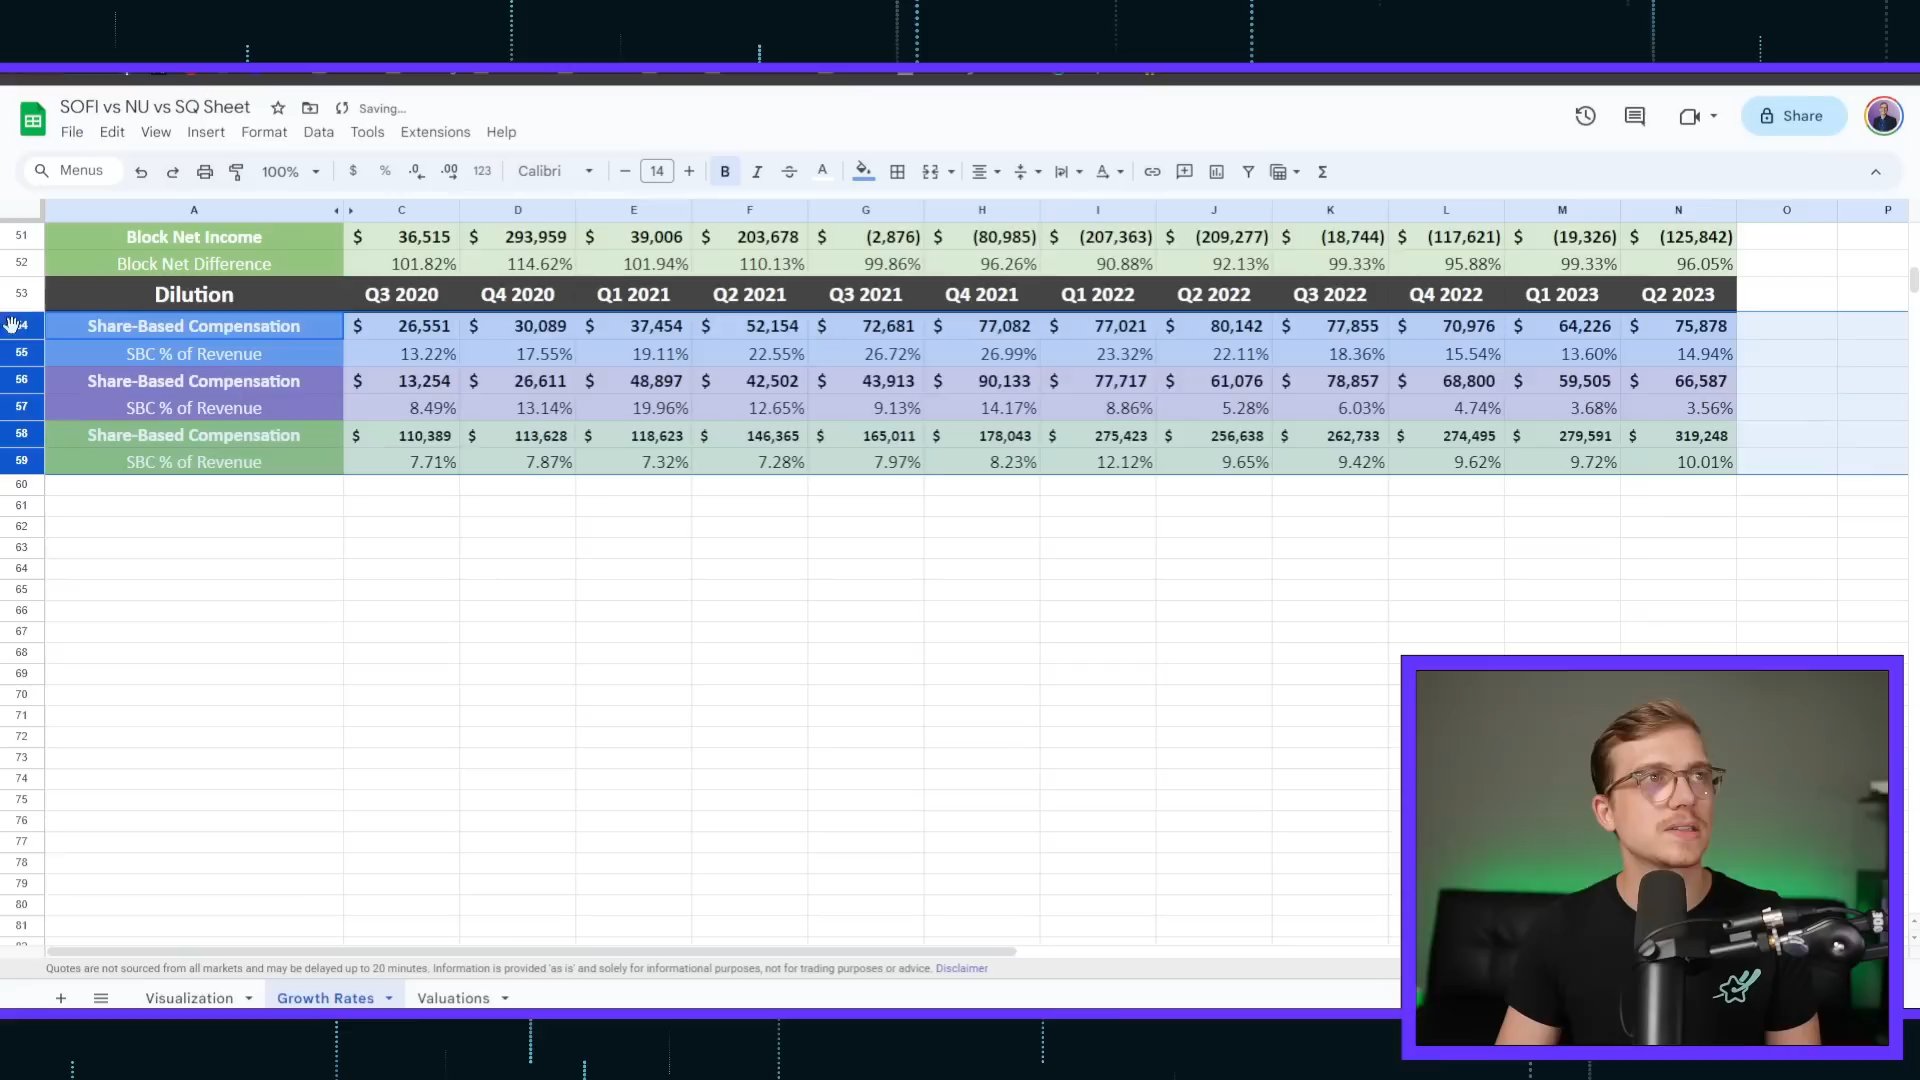 SOFI vs NU vs SQ Sheet Saving...
File Edit View Insert Format Data Tools Extensions Help
Share
Menus 100% $ % .0 .00 123 Calibri 14 B I A Σ
A C D E F G H I J K L M N O P
51 Block Net Income $ 36,515 $ 293,959 $ 39,006 $ 203,678 $ (2,876) $ (80,985) $ (207,363) $ (209,277) $ (18,744) $ (117,621) $ (19,326) $ (125,842)
52 Block Net Difference 101.82% 114.62% 101.94% 110.13% 99.86% 96.26% 90.88% 92.13% 99.33% 95.88% 99.33% 96.05%
53 Dilution Q3 2020 Q4 2020 Q1 2021 Q2 2021 Q3 2021 Q4 2021 Q1 2022 Q2 2022 Q3 2022 Q4 2022 Q1 2023 Q2 2023
Share-Based Compensation $ 26,551 $ 30,089 $ 37,454 $ 52,154 $ 72,681 $ 77,082 $ 77,021 $ 80,142 $ 77,855 $ 70,976 $ 64,226 $ 75,878
55 SBC % of Revenue 13.22% 17.55% 19.11% 22.55% 26.72% 26.99% 23.32% 22.11% 18.36% 15.54% 13.60% 14.94%
56 Share-Based Compensation $ 13,254 $ 26,611 $ 48,897 $ 42,502 $ 43,913 $ 90,133 $ 77,717 $ 61,076 $ 78,857 $ 68,800 $ 59,505 $ 66,587
57 SBC % of Revenue 8.49% 13.14% 19.96% 12.65% 9.13% 14.17% 8.86% 5.28% 6.03% 4.74% 3.68% 3.56%
58 Share-Based Compensation $ 110,389 $ 113,628 $ 118,623 $ 146,365 $ 165,011 $ 178,043 $ 275,423 $ 256,638 $ 262,733 $ 274,495 $ 279,591 $ 319,248
59 SBC % of Revenue 7.71% 7.87% 7.32% 7.28% 7.97% 8.23% 12.12% 9.65% 9.42% 9.62% 9.72% 10.01%
60
61
62
63
64
65
66
67
68
69
70
71
72
73
74
75
76
77
78
79
80
81
Quotes are not sourced from all markets and may be delayed up to 20 minutes. Information is provided 'as is' and solely for informational purposes, not for trading purposes or advice. Disclaimer
Visualization Growth Rates Valuations